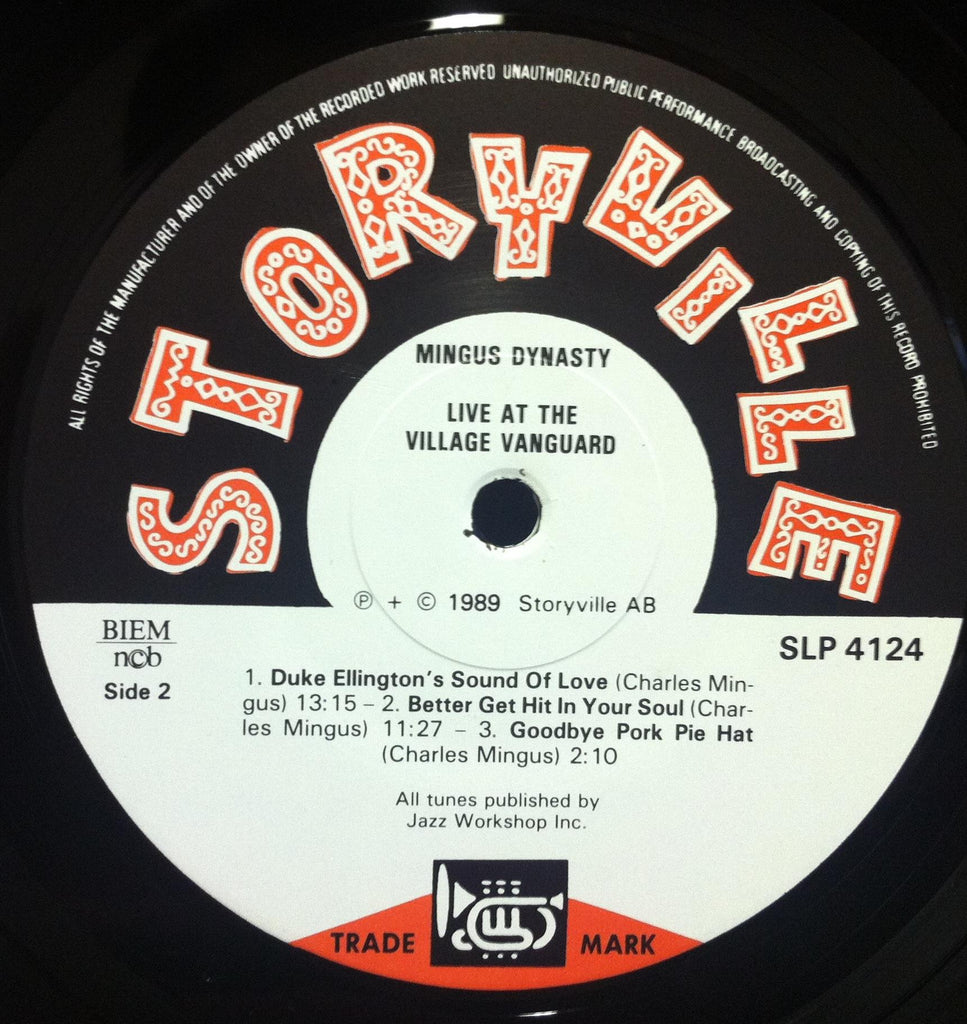 ALL RIGHTS OF THE MANUFACTURER AND OF THE OWNER OF THE RECORDED WORK RESERVED UNAUTHORIZED PUBLIC PERFORMANCE BROADCASTING AND COPYING OF THIS RECORD PROHIBITED
STORYVILLE
MINGUS DYNASTY
LIVE AT THE
VILLAGE VANGUARD
℗ + © 1989 Storyville AB
BIEM
ncb
Side 2
SLP 4124
1. Duke Ellington's Sound Of Love (Charles Min-
gus) 13:15 – 2. Better Get Hit In Your Soul (Char-
les Mingus) 11:27 – 3. Goodbye Pork Pie Hat
(Charles Mingus) 2:10
All tunes published by
Jazz Workshop Inc.
TRADE MARK